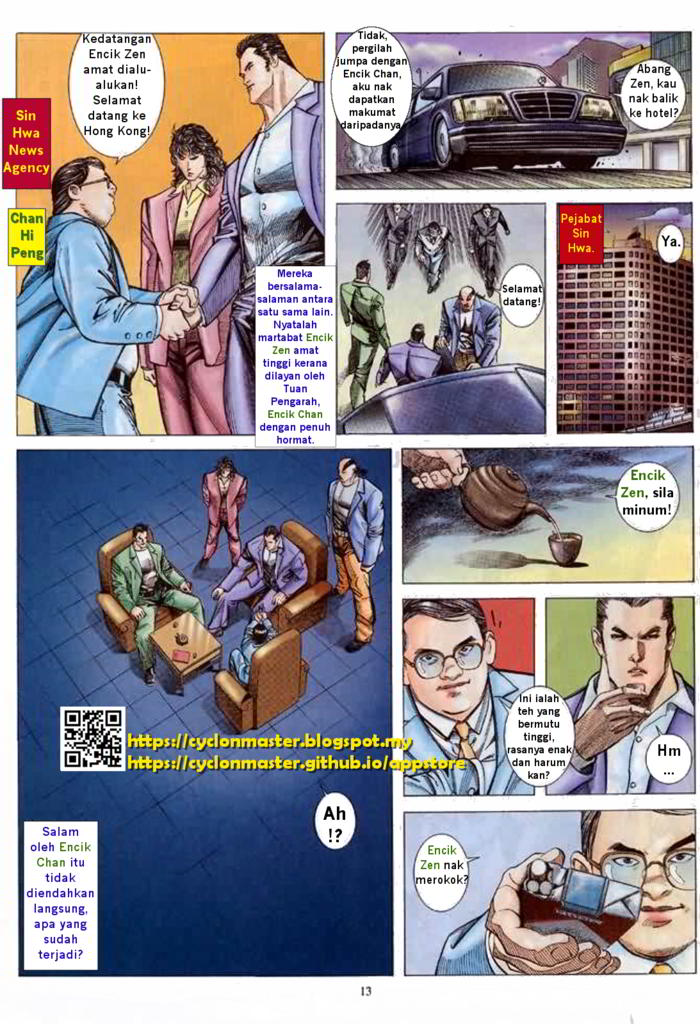 Kedatangan
Encik Zen
amat dialu-
alukan!
Selamat
datang ke
Hong Kong!
Sin
Hwa
News
Agency
Chan
Hi
Peng
Mereka
bersalama-
salaman antara
satu sama lain.
Nyatalah
martabat Encik
Zen amat
tinggi kerana
dilayan oleh
Tuan
Pengarah,
Encik Chan
dengan penuh
hormat.
Tidak,
pergilah
jumpa dengan
Encik Chan,
aku nak
dapatkan
makumat
daripadanya.
Abang
Zen, kau
nak balik
ke hotel?
Selamat
datang!
Pejabat
Sin
Hwa.
Ya.
https://cyclonmaster.blogspot.my
https://cyclonmaster.github.io/appstore
Ah
!?
Salam
oleh Encik
Chan itu
tidak
diendahkan
langsung,
apa yang
sudah
terjadi?
Encik
Zen, sila
minum!
Ini ialah
teh yang
bermutu
tinggi,
rasanya enak
dan harum
kan?
Hm
...
Encik
Zen nak
merokok?
13